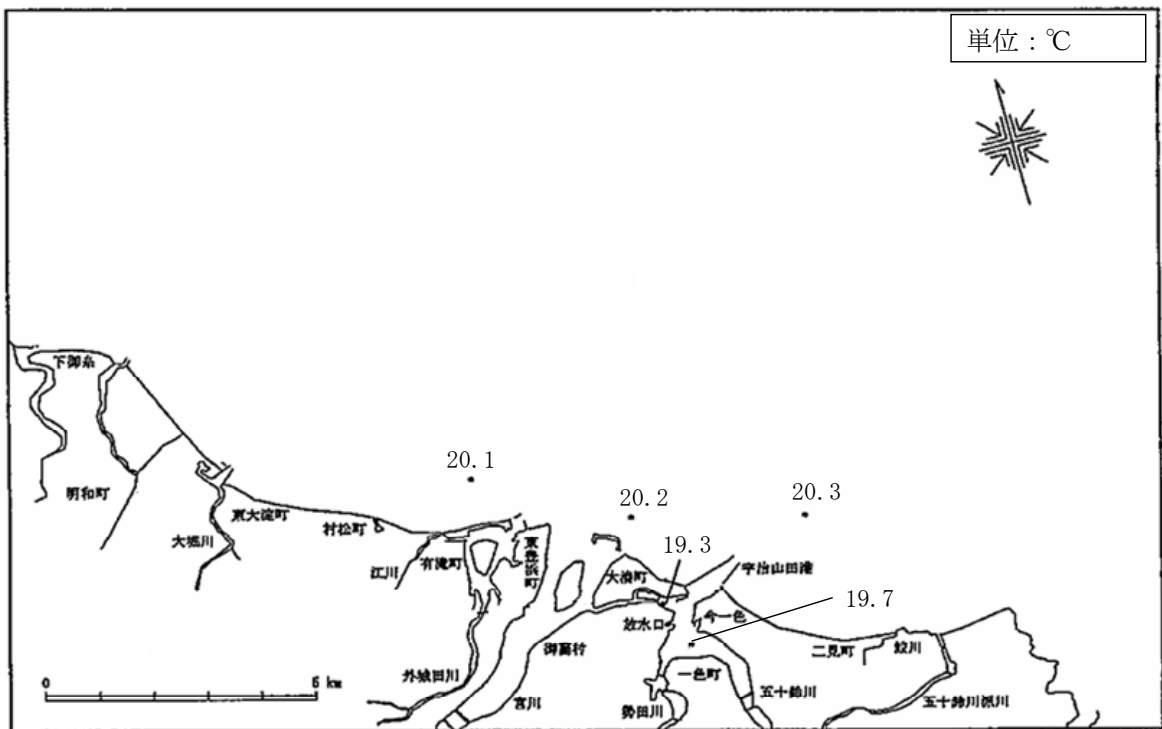 単位：℃
下御糸
20.1
20.2
20.3
明和町
東大淀町
村松町
大堀川
江川
有滝町
東豊浜町
大湊町
19.3
宇治山田港
19.7
放水口
今一色
御薗村
二見町
鮫川
外城田川
一色町
0
5 km
宮川
勢田川
五十鈴川
五十鈴川派川